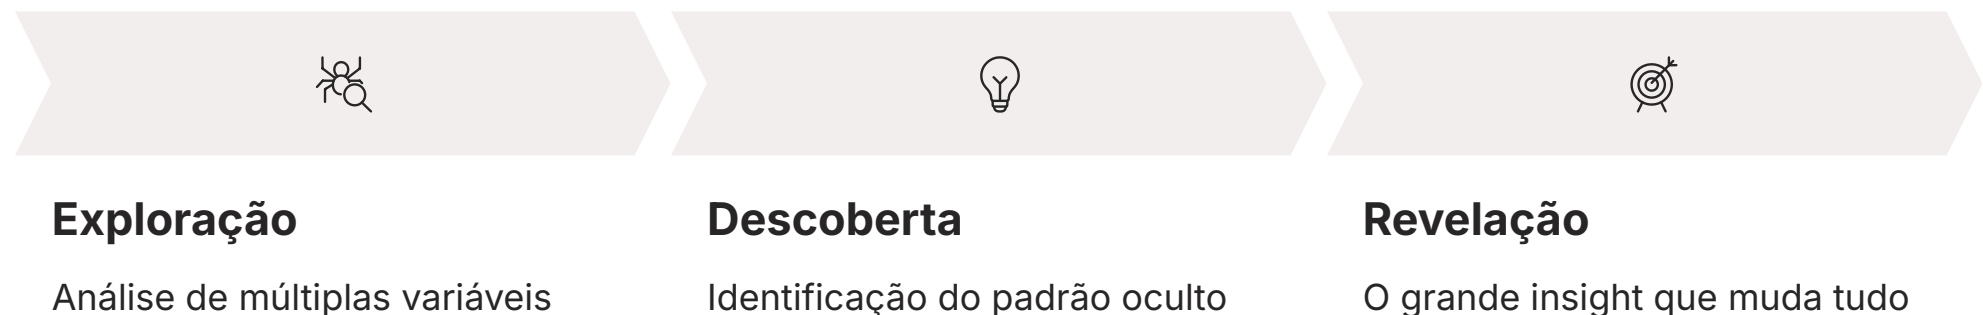 Exploração
Descoberta
Revelação
Análise de múltiplas variáveis
Identificação do padrão oculto
O grande insight que muda tudo